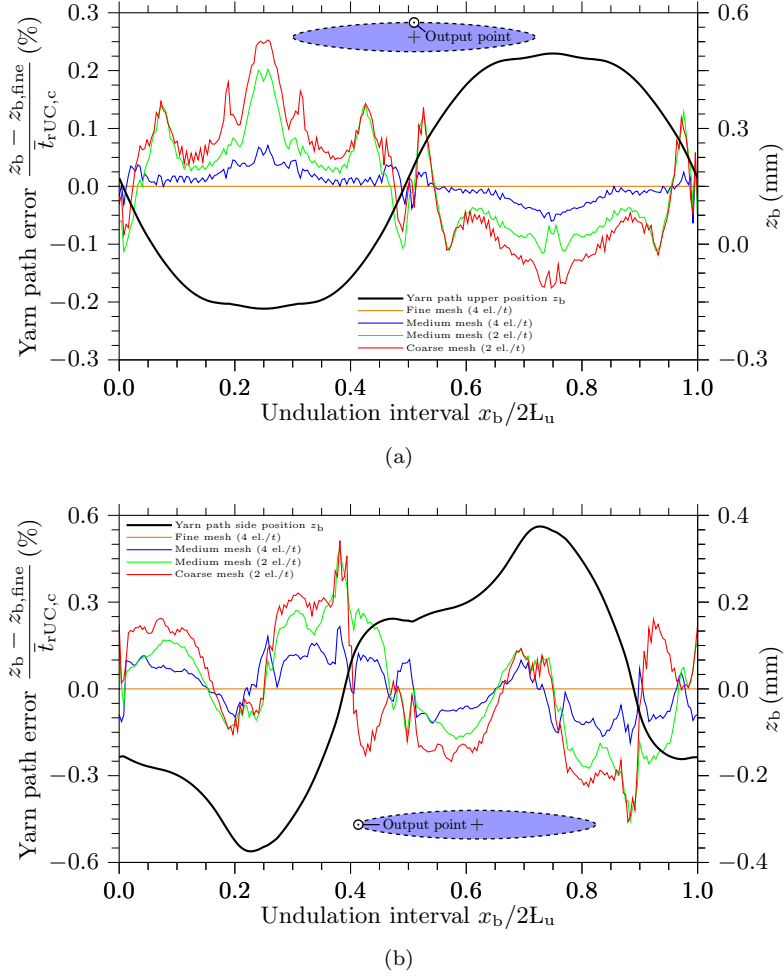 0.3
0.2
0.1
0.0
−0.1
−0.2
−0.3
Yarn path error (z_b − z_b,fine) / t̄_rUC,c (%)
0.6
0.3
0.0
−0.3
z_b (mm)
Output point
Yarn path upper position z_b
Fine mesh (4 el./t)
Medium mesh (4 el./t)
Medium mesh (2 el./t)
Coarse mesh (2 el./t)
0.0 0.2 0.4 0.6 0.8 1.0
Undulation interval x_b/2Ł_u
(a)
0.6
0.3
0.0
−0.3
−0.6
Yarn path error (z_b − z_b,fine) / t̄_rUC,c (%)
0.4
0.2
0.0
−0.2
−0.4
z_b (mm)
Yarn path side position z_b
Fine mesh (4 el./t)
Medium mesh (4 el./t)
Medium mesh (2 el./t)
Coarse mesh (2 el./t)
Output point
0.0 0.2 0.4 0.6 0.8 1.0
Undulation interval x_b/2Ł_u
(b)